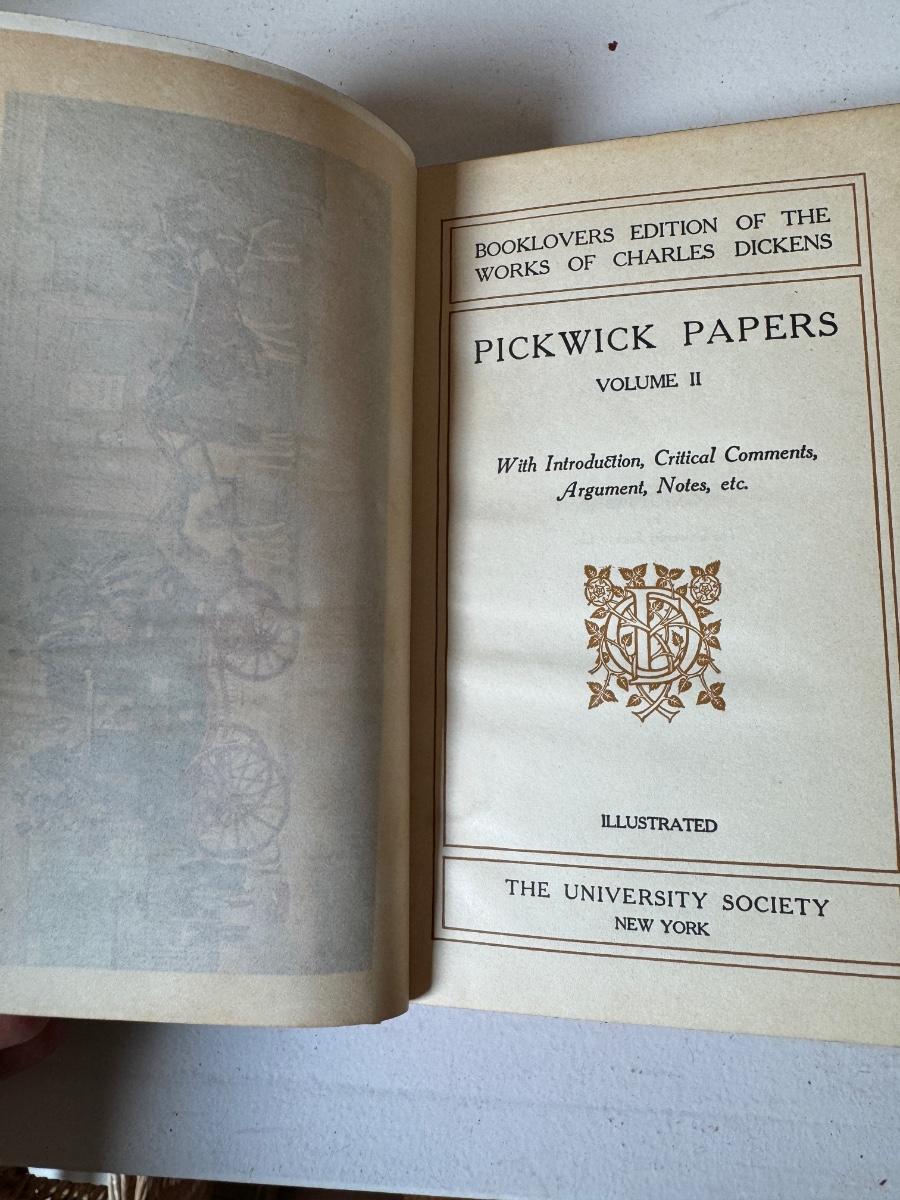 BOOKLOVERS EDITION OF THE
WORKS OF CHARLES DICKENS
PICKWICK PAPERS
VOLUME II
With Introduction, Critical Comments,
Argument, Notes, etc.
ILLUSTRATED
THE UNIVERSITY SOCIETY
NEW YORK